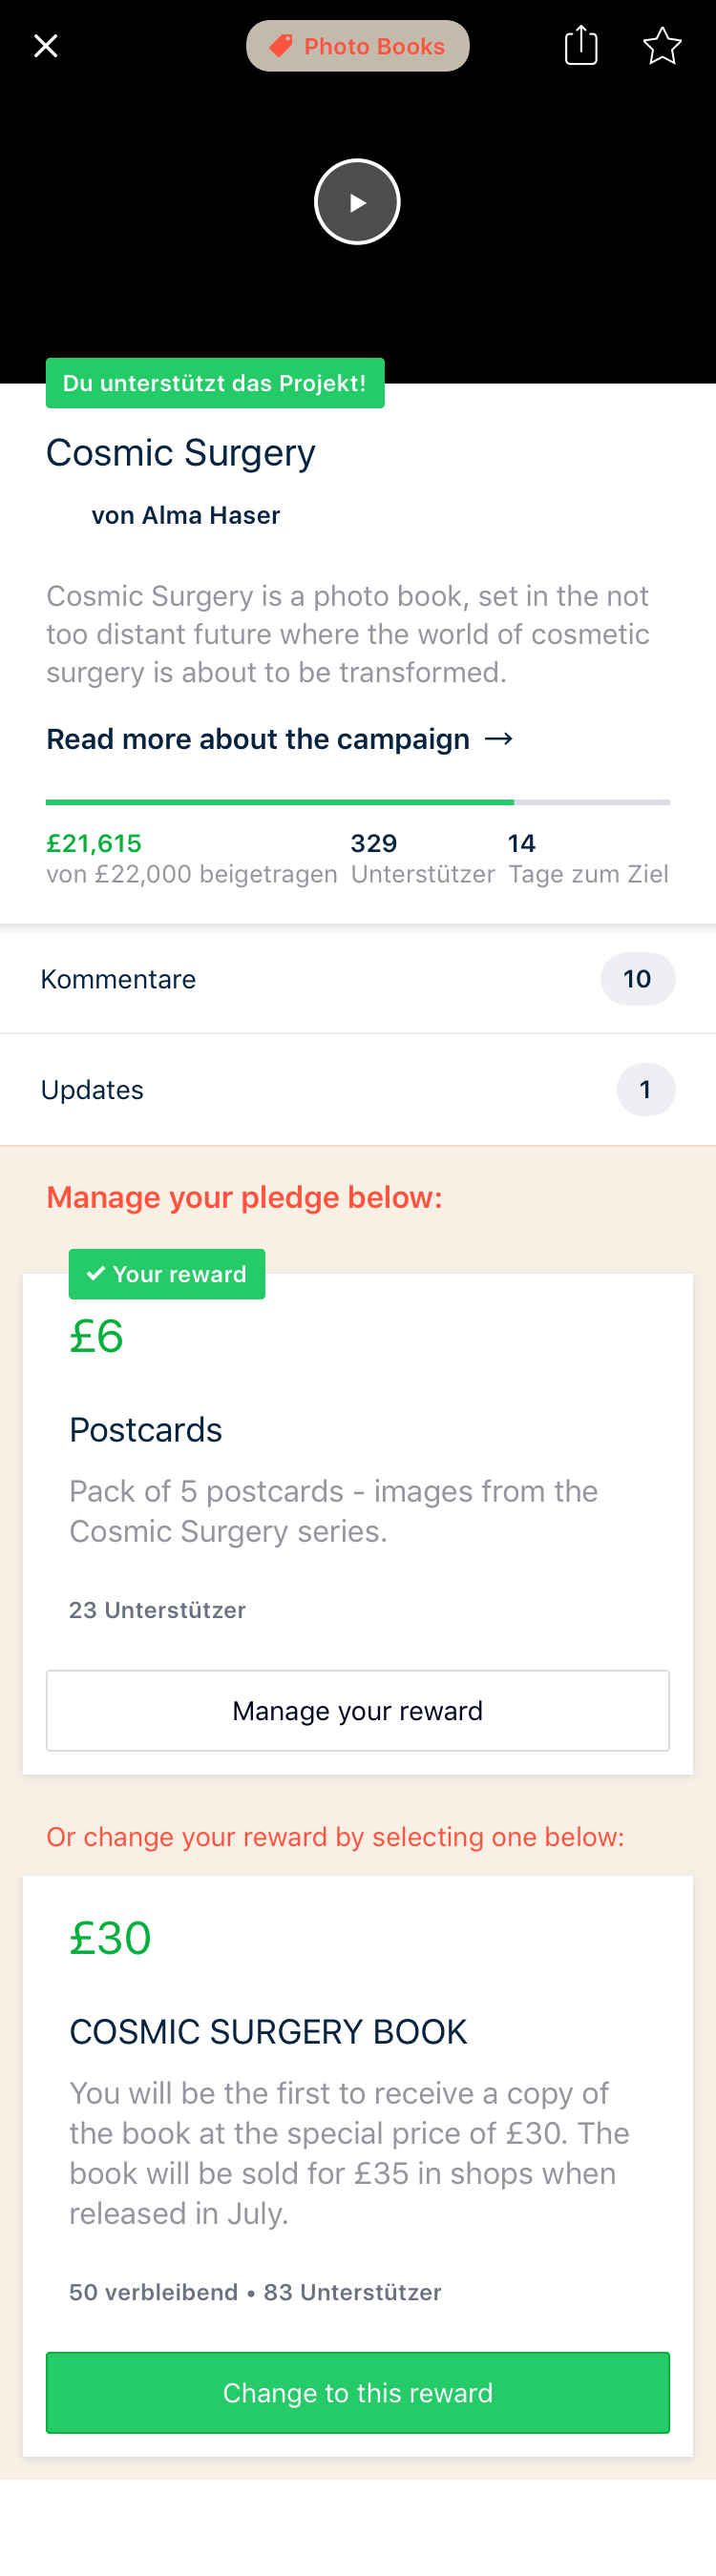 Photo Books
Du unterstützt das Projekt!
Cosmic Surgery
von Alma Haser
Cosmic Surgery is a photo book, set in the not
too distant future where the world of cosmetic
surgery is about to be transformed.
Read more about the campaign →
£21,615
von £22,000 beigetragen
329
Unterstützer
14
Tage zum Ziel
Kommentare
10
Updates
1
Manage your pledge below:
✓ Your reward
£6
Postcards
Pack of 5 postcards - images from the
Cosmic Surgery series.
23 Unterstützer
Manage your reward
Or change your reward by selecting one below:
£30
COSMIC SURGERY BOOK
You will be the first to receive a copy of
the book at the special price of £30. The
book will be sold for £35 in shops when
released in July.
50 verbleibend • 83 Unterstützer
Change to this reward